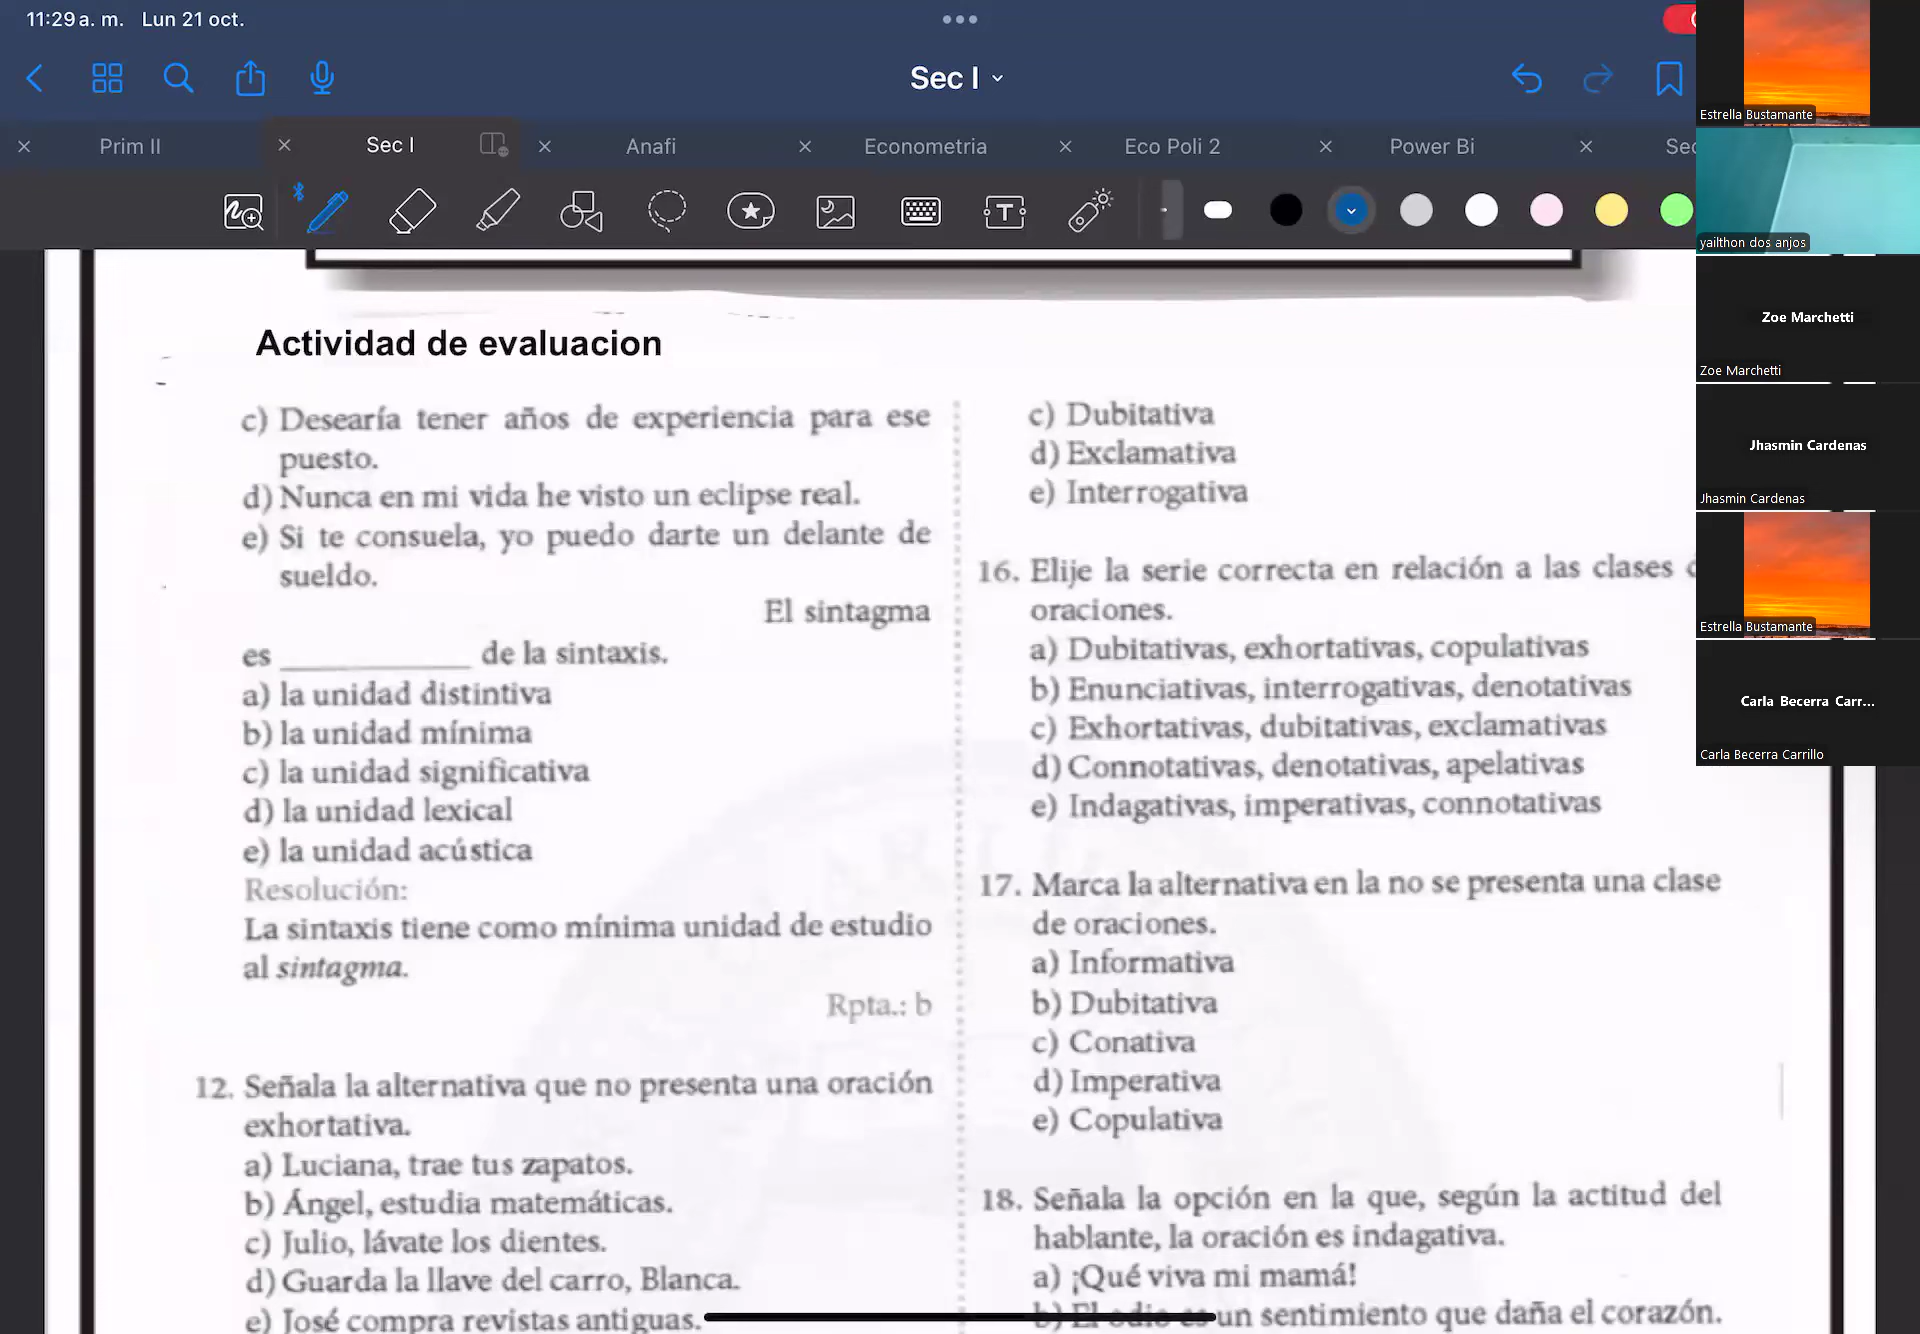 11:29 a. m. Lun 21 oct.
Sec I
Prim II
Sec I
Anafi
Econometria
Eco Poli 2
Power Bi
Sec
Actividad de evaluacion
c) Desearía tener años de experiencia para ese
puesto.
d) Nunca en mi vida he visto un eclipse real.
e) Si te consuela, yo puedo darte un delante de
sueldo.
El sintagma
es ____________ de la sintaxis.
a) la unidad distintiva
b) la unidad mínima
c) la unidad significativa
d) la unidad lexical
e) la unidad acústica
Resolución:
La sintaxis tiene como mínima unidad de estudio
al sintagma.
Rpta.: b
12. Señala la alternativa que no presenta una oración
exhortativa.
a) Luciana, trae tus zapatos.
b) Ángel, estudia matemáticas.
c) Julio, lávate los dientes.
d) Guarda la llave del carro, Blanca.
e) José compra revistas antiguas.
c) Dubitativa
d) Exclamativa
e) Interrogativa
16. Elije la serie correcta en relación a las clases
oraciones.
a) Dubitativas, exhortativas, copulativas
b) Enunciativas, interrogativas, denotativas
c) Exhortativas, dubitativas, exclamativas
d) Connotativas, denotativas, apelativas
e) Indagativas, imperativas, connotativas
17. Marca la alternativa en la no se presenta una clase
de oraciones.
a) Informativa
b) Dubitativa
c) Conativa
d) Imperativa
e) Copulativa
18. Señala la opción en la que, según la actitud del
hablante, la oración es indagativa.
a) ¡Qué viva mi mamá!
b) El odio es un sentimiento que daña el corazón.
Estrella Bustamante
yailthon dos anjos
Zoe Marchetti
Zoe Marchetti
Jhasmin Cardenas
Jhasmin Cardenas
Estrella Bustamante
Carla Becerra Carr...
Carla Becerra Carrillo